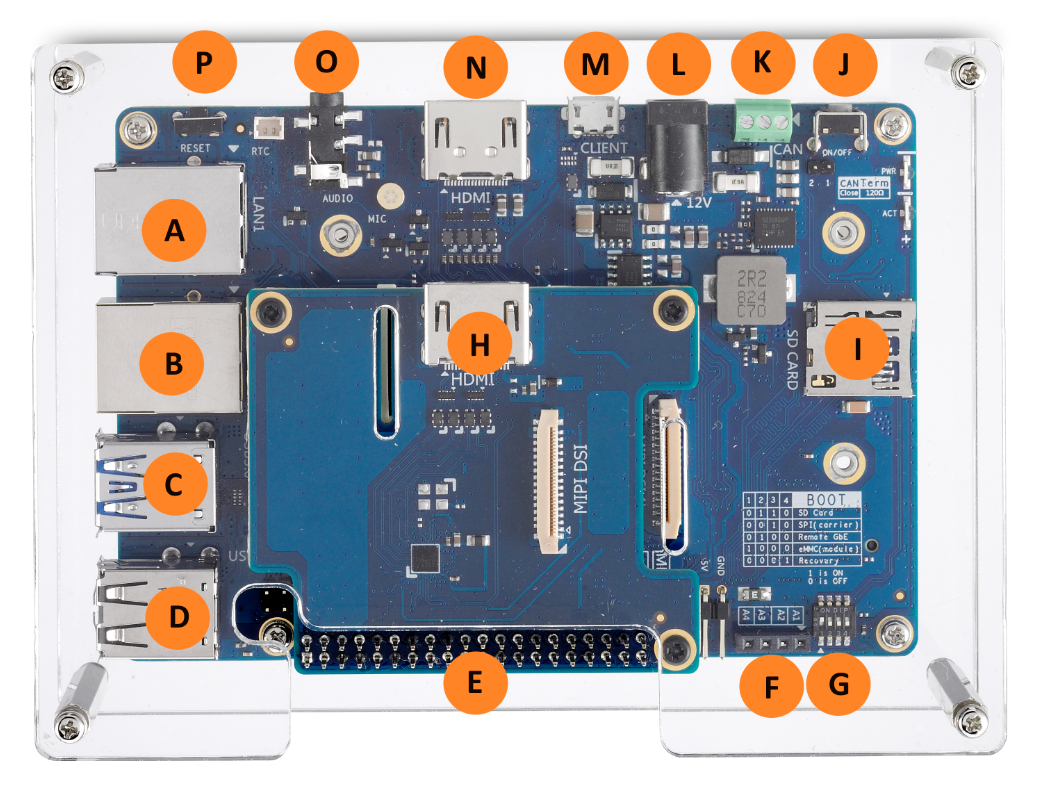 P
O
N
M
L
K
J
RESET
RTC
AUDIO
MIC
HDMI
CLIENT
12V
CAN
ON/OFF
2 1
CANTerm
Close 120Ω
PWR
ACT
+
LAN1
A
B
C
D
2R2
824
C70
H
HDMI
SD CARD
I
MIPI DSI
1 2 3 4 BOOT
0 0 1 0 SD Card
0 0 1 0 SPI(carrier)
0 1 0 0 Remote GbE
1 0 0 0 eMMC(module)
0 0 0 1 Recovery
1 is ON
0 is OFF
US
5V
GND
E
A4
A3
A2
A1
ON DIP
E
F
G